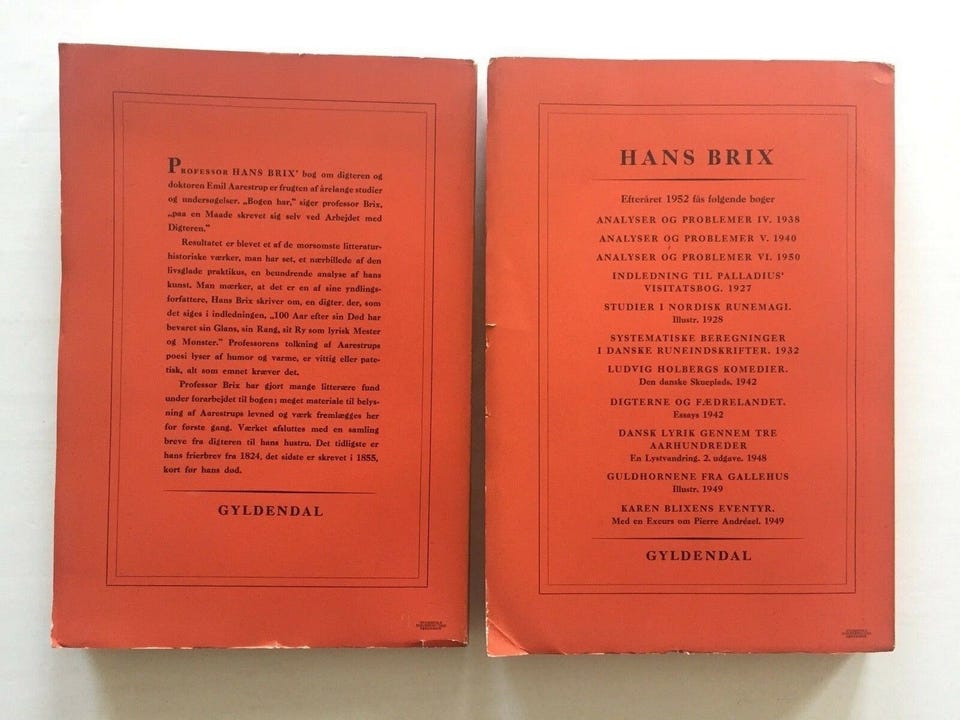 PROFESSOR HANS BRIX' bog om digteren og
doktoren Emil Aarestrup er frugten af årelange studier
og undersøgelser. „Bogen har,” siger professor Brix,
„paa en Maade skrevet sig selv ved Arbejdet med
Digteren.”
Resultatet er blevet et af de morsomste litteratur-
historiske værker, man har set, et nærbillede af den
livsglade praktikus, en beundrende analyse af hans
kunst. Man mærker, at det er en af sine yndlings-
forfattere, Hans Brix skriver om, en digter, der, som
det siges i indledningen, „100 Aar efter sin Død har
bevaret sin Glans, sin Rang, sit Ry som lyrisk Mester
og Mønster.” Professorens tolkning af Aarestrups
poesi lyser af humor og varme, er vittig eller pate-
tisk, alt som emnet kræver det.
Professor Brix har gjort mange litterære fund
under forarbejdet til bogen; meget materiale til belys-
ning af Aarestrups levned og værk fremlægges her
for første gang. Værket afsluttes med en samling
breve fra digteren til hans hustru. Det tidligste er
hans frierbrev fra 1824, det sidste er skrevet i 1855,
kort før hans død.
GYLDENDAL
HANS BRIX
Efteråret 1952 fås følgende bøger
ANALYSER OG PROBLEMER IV. 1938
ANALYSER OG PROBLEMER V. 1940
ANALYSER OG PROBLEMER VI. 1950
INDLEDNING TIL PALLADIUS'
VISITATSBOG. 1927
STUDIER I NORDISK RUNEMAGI.
Illustr. 1928
SYSTEMATISKE BEREGNINGER
I DANSKE RUNEINDSKRIFTER. 1932
LUDVIG HOLBERGS KOMEDIER.
Den danske Skueplads. 1942
DIGTERNE OG FÆDRELANDET.
Essays 1942
DANSK LYRIK GENNEM TRE
AARHUNDREDER
En Lystvandring. 2. udgave. 1948
GULDHORNENE FRA GALLEHUS
Illustr. 1949
KAREN BLIXENS EVENTYR.
Med en Excurs om Pierre Andrézel. 1949
GYLDENDAL